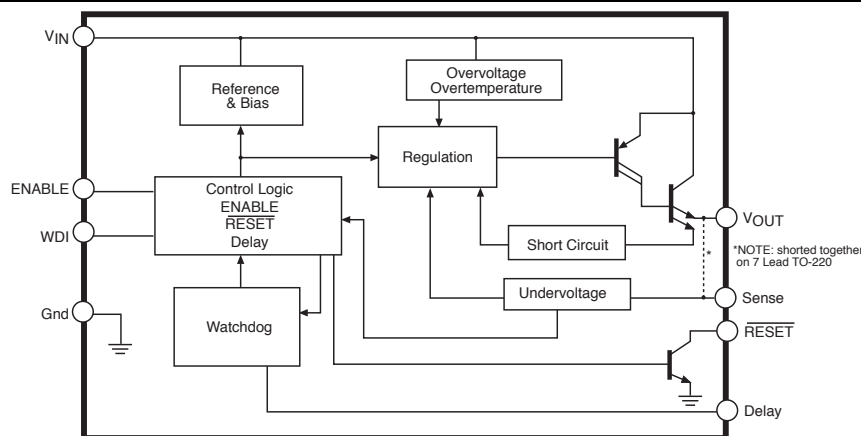 VIN
Reference
& Bias
Overvoltage
Overtemperature
Regulation
ENABLE
WDI
Control Logic
ENABLE
RESET
Delay
Short Circuit
VOUT
*
*NOTE: shorted together
on 7 Lead TO-220
Undervoltage
Sense
Gnd
Watchdog
RESET
Delay